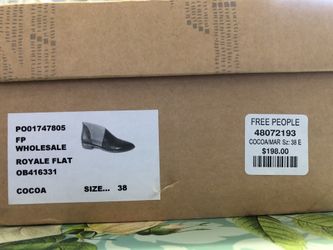 PO01747805
FP
WHOLESALE
ROYALE FLAT
OB416331
COCOA SIZE... 38
FREE PEOPLE
48072193
COCOA/MAR Sz: 38 E
$198.00